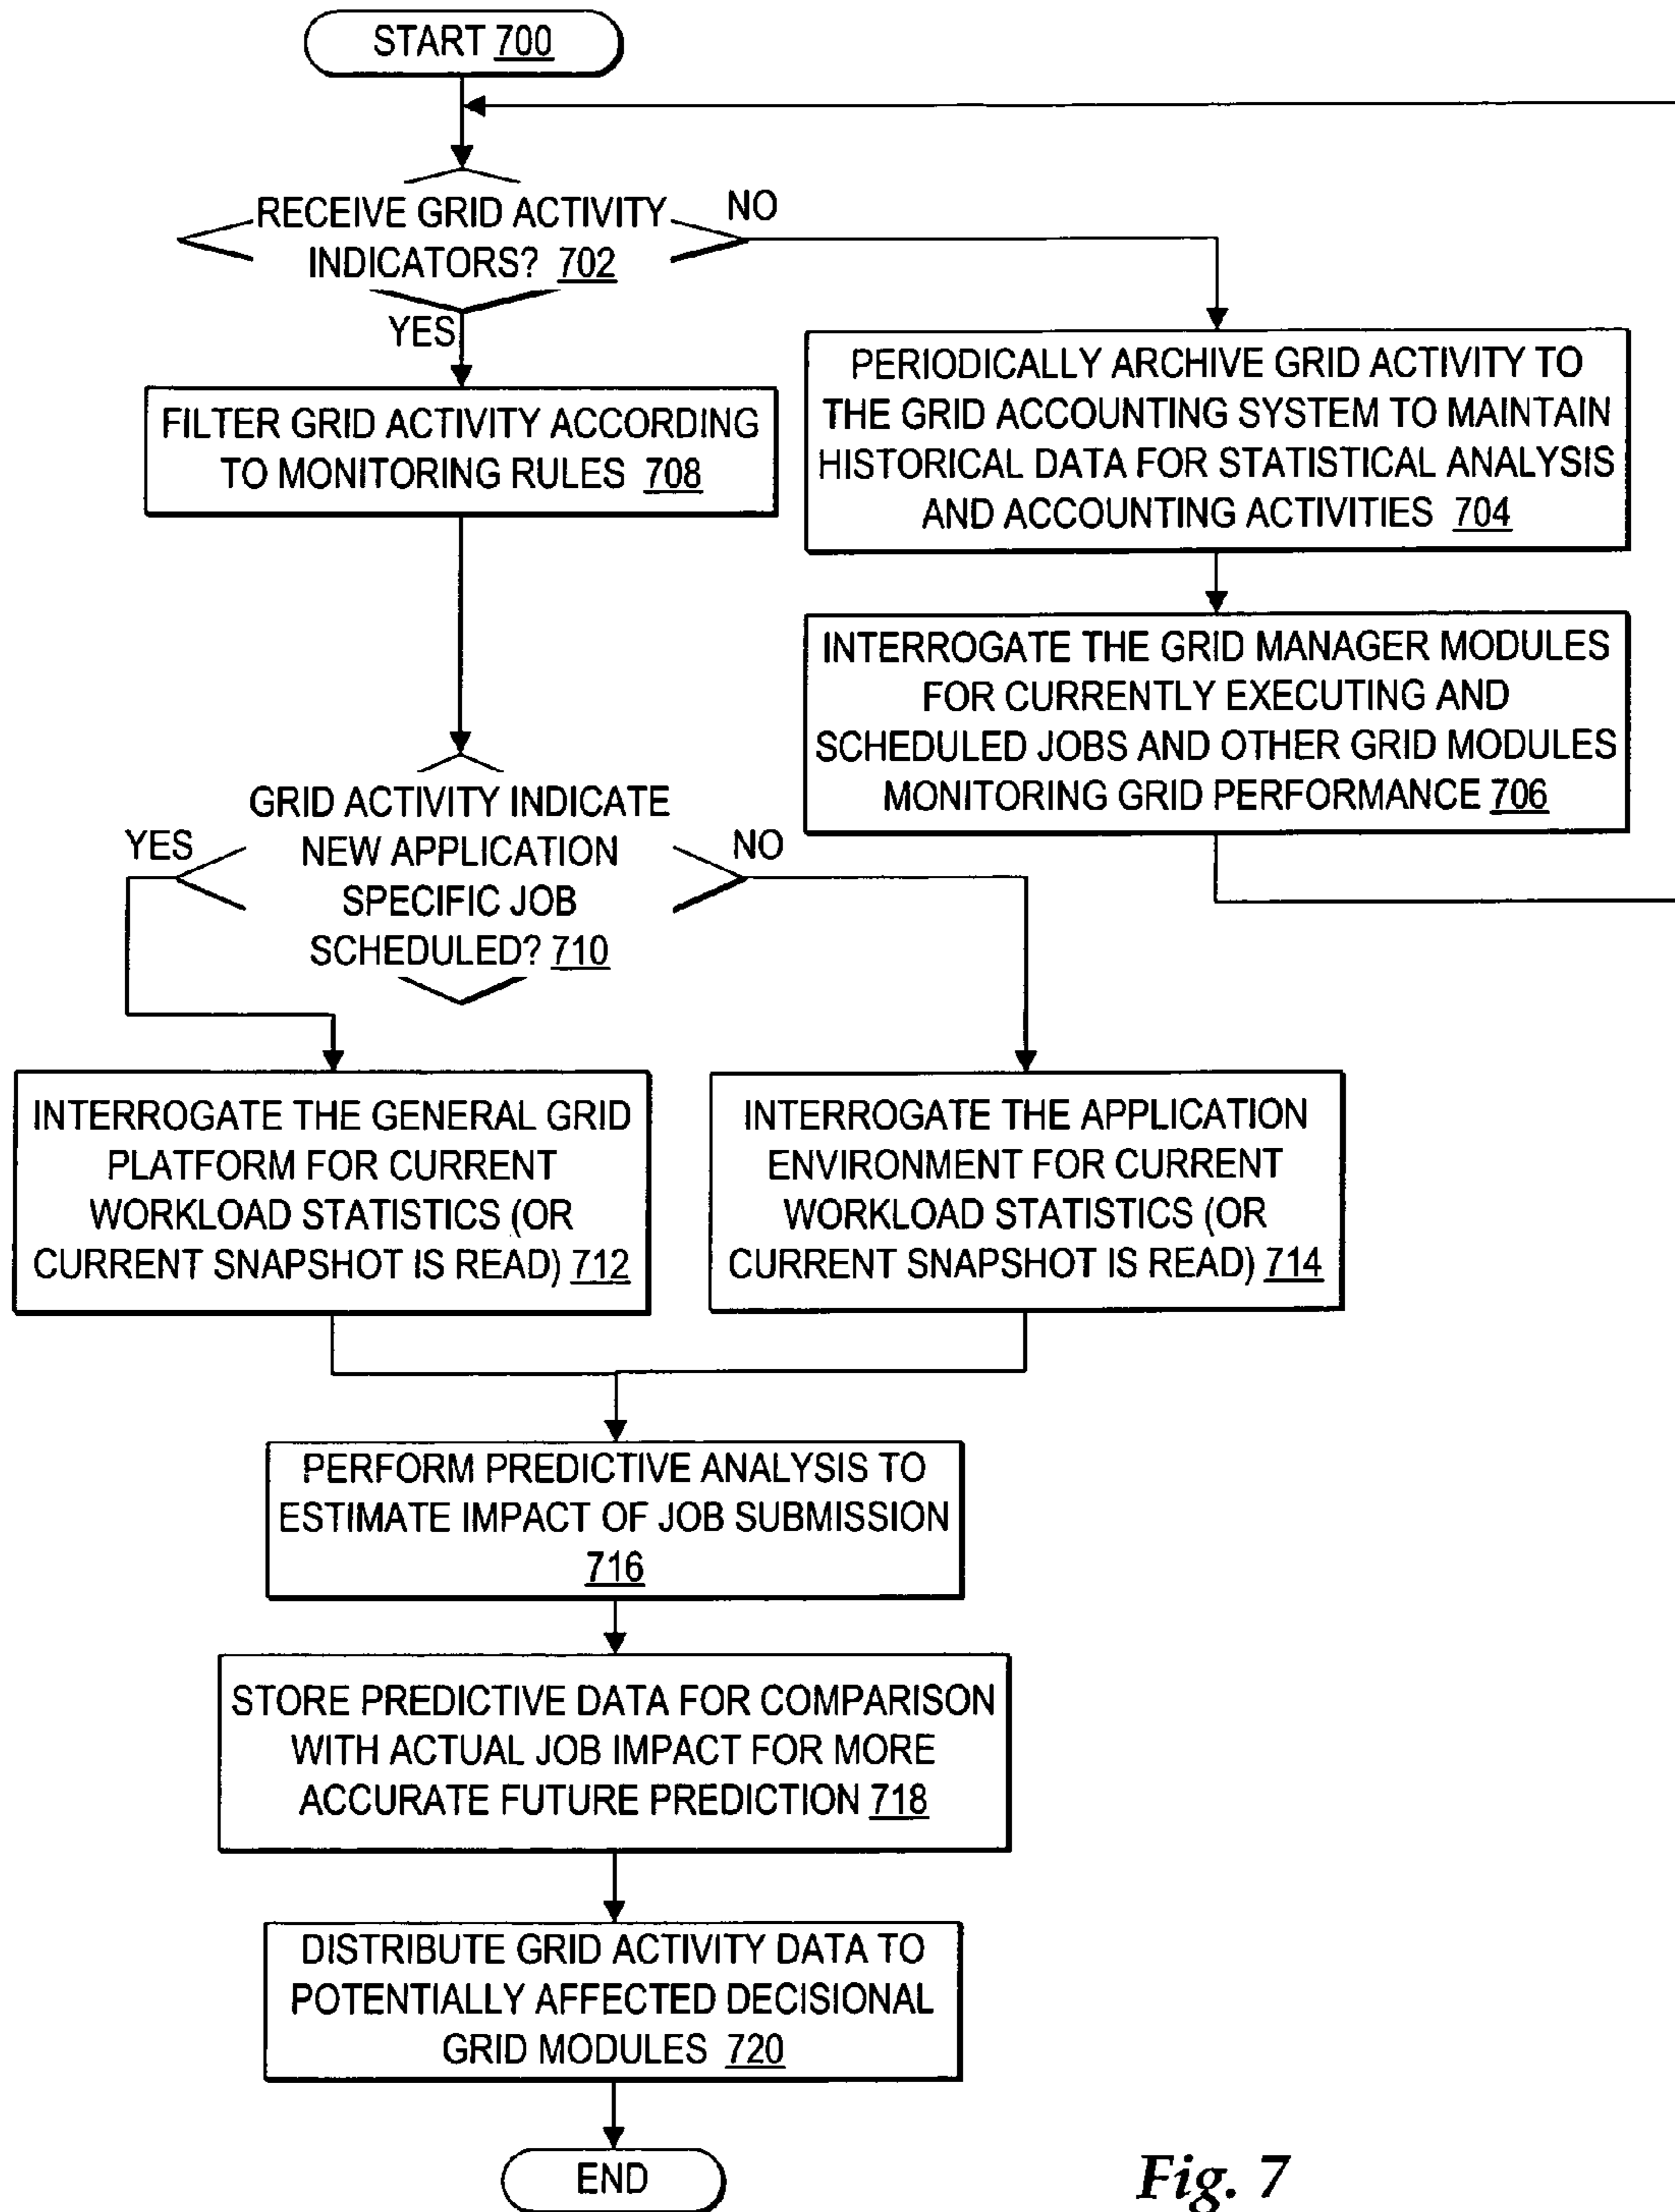 START 700
RECEIVE GRID ACTIVITY
INDICATORS? 702
NO
YES
PERIODICALLY ARCHIVE GRID ACTIVITY TO
THE GRID ACCOUNTING SYSTEM TO MAINTAIN
HISTORICAL DATA FOR STATISTICAL ANALYSIS
AND ACCOUNTING ACTIVITIES 704
FILTER GRID ACTIVITY ACCORDING
TO MONITORING RULES 708
INTERROGATE THE GRID MANAGER MODULES
FOR CURRENTLY EXECUTING AND
SCHEDULED JOBS AND OTHER GRID MODULES
MONITORING GRID PERFORMANCE 706
GRID ACTIVITY INDICATE
NEW APPLICATION
SPECIFIC JOB
SCHEDULED? 710
YES
NO
INTERROGATE THE GENERAL GRID
PLATFORM FOR CURRENT
WORKLOAD STATISTICS (OR
CURRENT SNAPSHOT IS READ) 712
INTERROGATE THE APPLICATION
ENVIRONMENT FOR CURRENT
WORKLOAD STATISTICS (OR
CURRENT SNAPSHOT IS READ) 714
PERFORM PREDICTIVE ANALYSIS TO
ESTIMATE IMPACT OF JOB SUBMISSION
716
STORE PREDICTIVE DATA FOR COMPARISON
WITH ACTUAL JOB IMPACT FOR MORE
ACCURATE FUTURE PREDICTION 718
DISTRIBUTE GRID ACTIVITY DATA TO
POTENTIALLY AFFECTED DECISIONAL
GRID MODULES 720
END
Fig. 7